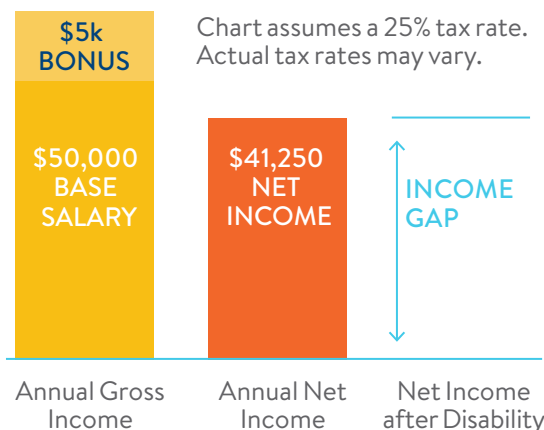 $5k
BONUS
Chart assumes a 25% tax rate.
Actual tax rates may vary.
$50,000
BASE
SALARY
$41,250
NET
INCOME
INCOME
GAP
Annual Gross
Income
Annual Net
Income
Net Income
after Disability